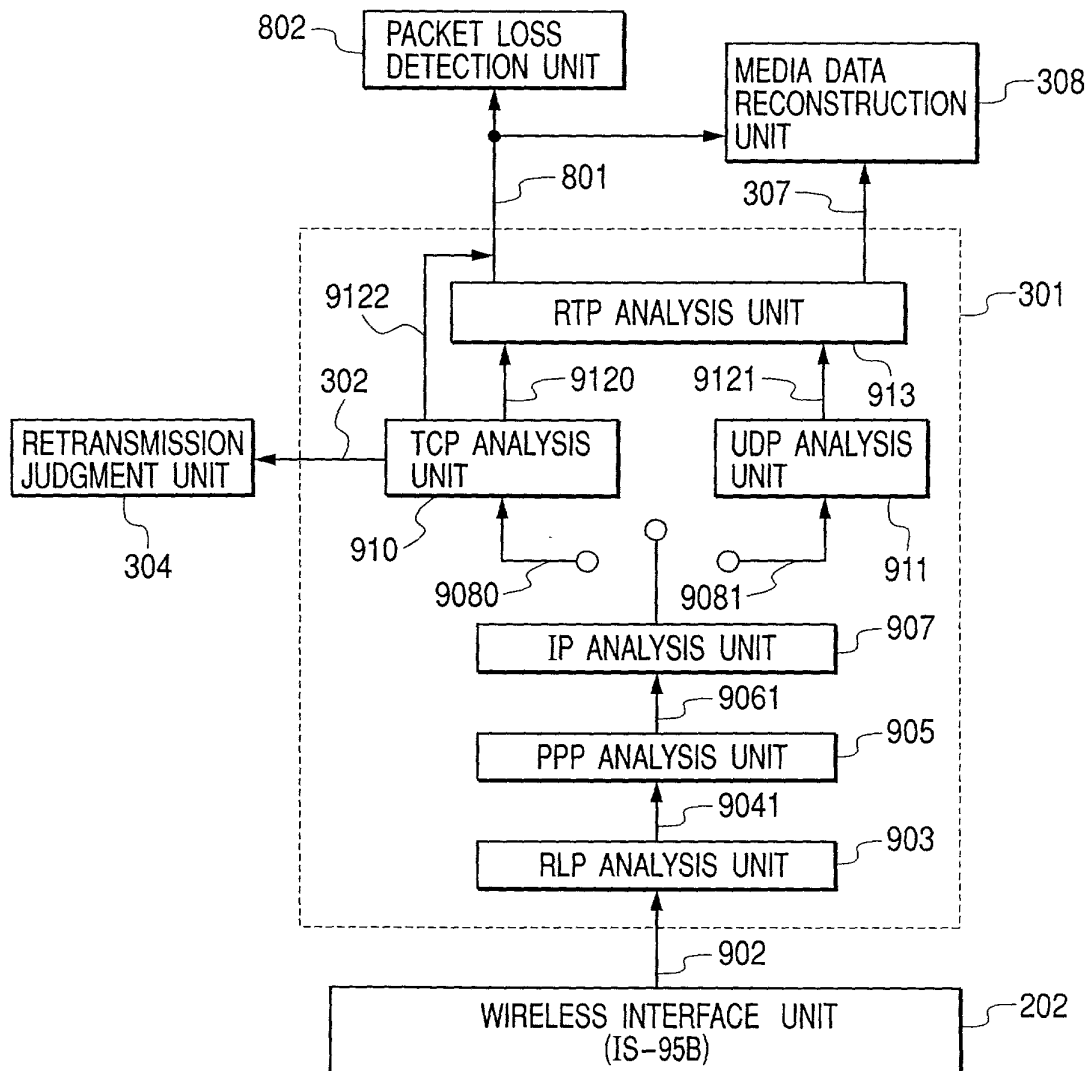 802
PACKET LOSS
DETECTION UNIT
MEDIA DATA
RECONSTRUCTION
UNIT
308
801
307
9122
RTP ANALYSIS UNIT
301
302
9120
9121
913
RETRANSMISSION
JUDGMENT UNIT
TCP ANALYSIS
UNIT
UDP ANALYSIS
UNIT
304
910
9080
9081
911
IP ANALYSIS UNIT
907
9061
PPP ANALYSIS UNIT
905
9041
RLP ANALYSIS UNIT
903
902
WIRELESS INTERFACE UNIT
(IS-95B)
202